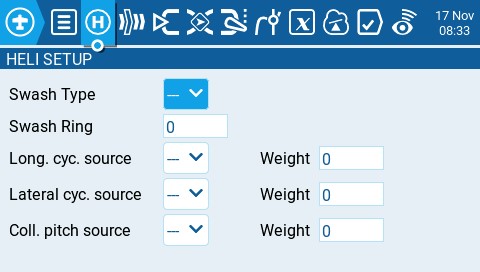 17 Nov
08:33
HELI SETUP
Swash Type ---
Swash Ring 0
Long. cyc. source --- Weight 0
Lateral cyc. source --- Weight 0
Coll. pitch source --- Weight 0